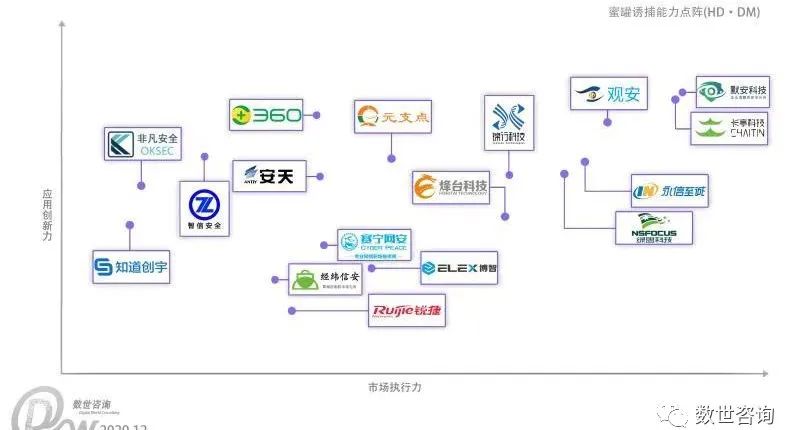 蜜罐诱捕能力点阵(HD·DM)
应用创新力
非凡安全
OKSEC
360
元支点
锦行科技
观安
默安科技
长亭科技
CHAITIN
智信安全
ANTIY 安天
烽台科技
永信至诚
NSFOCUS
绿盟科技
知道创宇
赛宁网安
CYBER PEACE
ELEX博智
经纬信安
Ruijie锐捷
市场执行力
数世咨询
2020.12
数世咨询